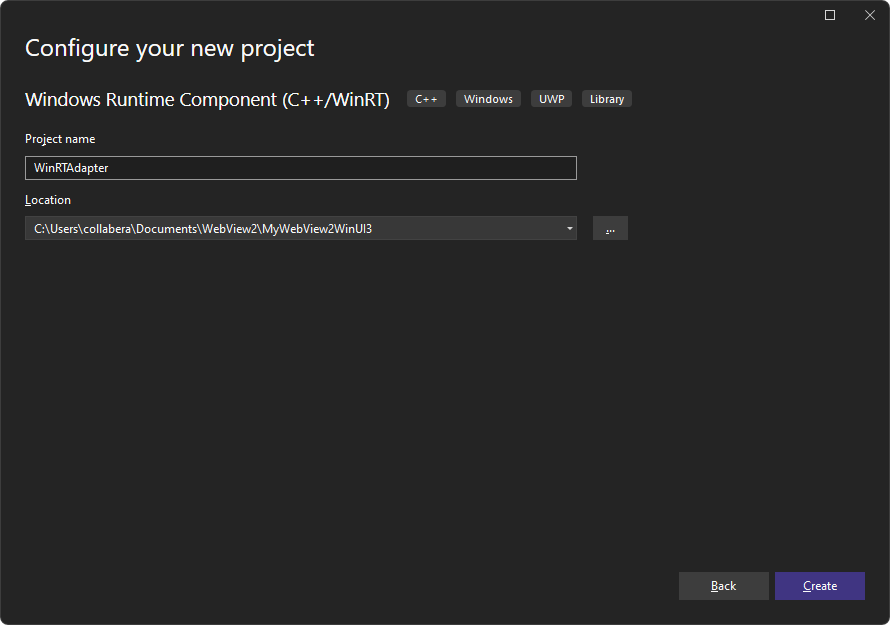 Configure your new project
Windows Runtime Component (C++/WinRT) C++ Windows UWP Library
Project name
WinRTAdapter
Location
C:\Users\collabera\Documents\WebView2\MyWebView2WinUI3
...
Back Create